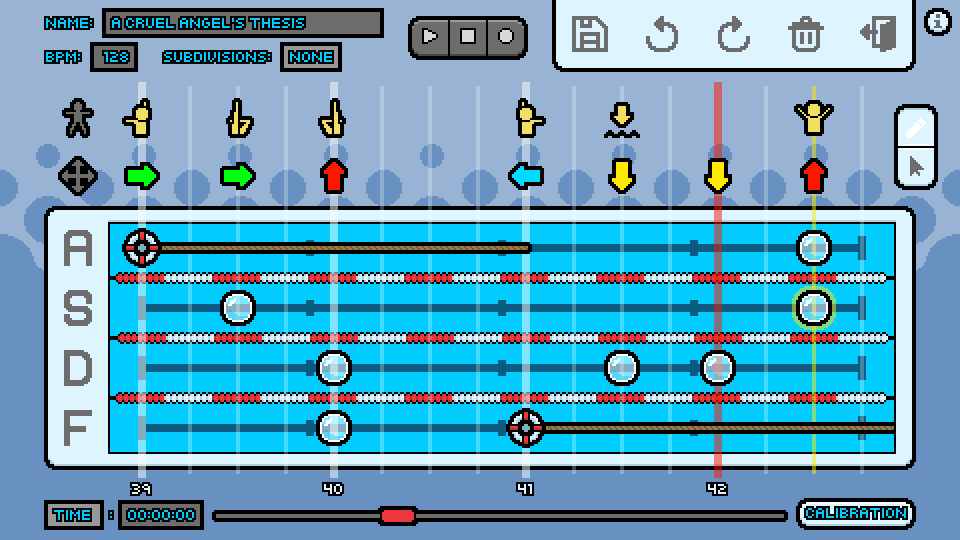 NAME: A CRUEL ANGEL'S THESIS
BPM: 128 SUBDIVISIONS: NONE
i
A
S
D
F
39 40 41 42
TIME : 00:00:00 CALIBRATION